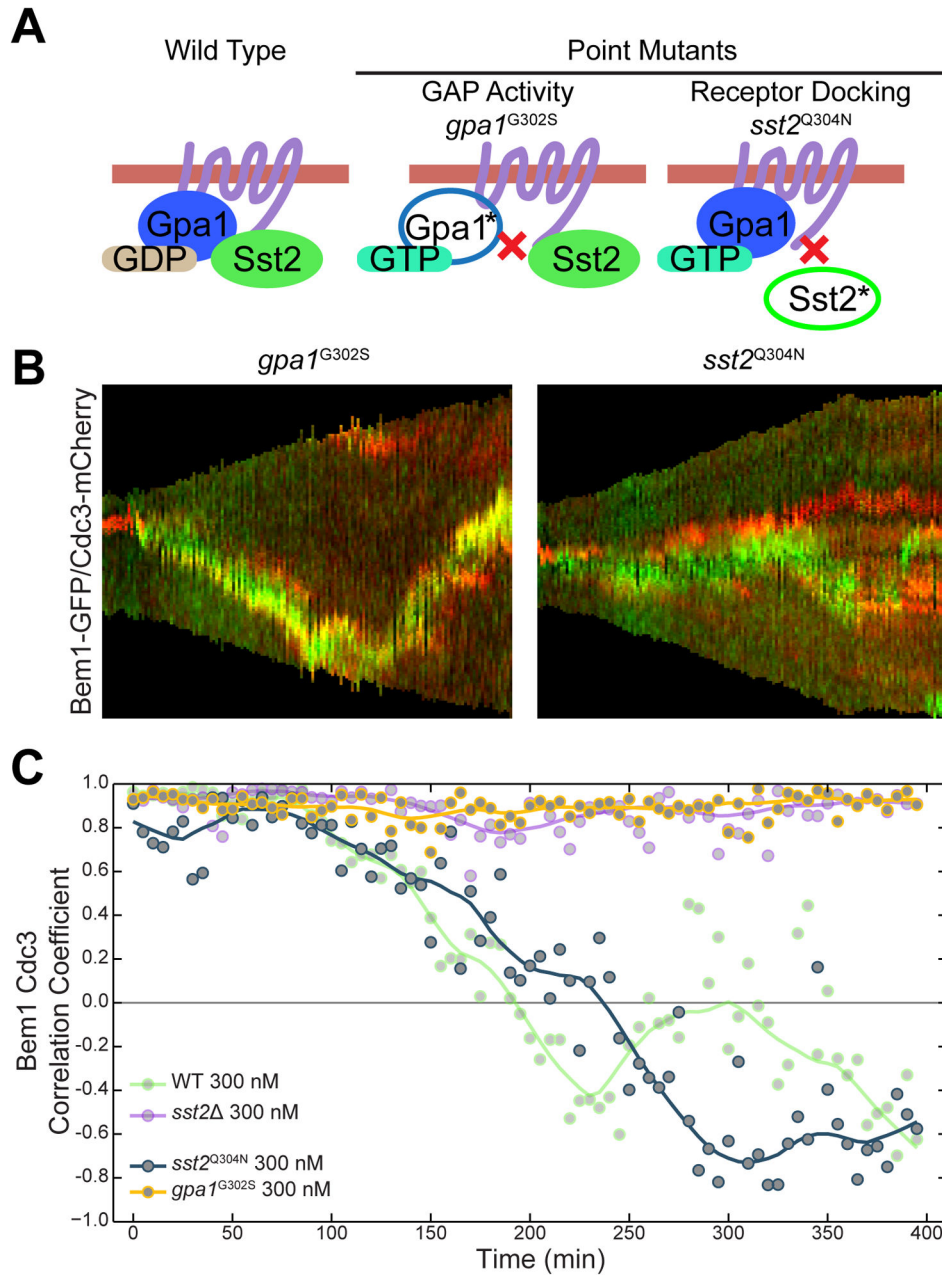 A
Wild Type
Point Mutants
GAP Activity
gpa1G302S
Receptor Docking
sst2Q304N
Gpa1
GDP
Sst2
Gpa1*
GTP
Sst2
Gpa1
GTP
Sst2*
B
gpa1G302S
sst2Q304N
Bem1-GFP/Cdc3-mCherry
C
Bem1 Cdc3
Correlation Coefficient
1.0
0.8
0.6
0.4
0.2
0.0
-0.2
-0.4
-0.6
-0.8
−1.0
WT 300 nM
sst2Δ 300 nM
sst2Q304N 300 nM
gpa1G302S 300 nM
0 50 100 150 200 250 300 350 400
Time (min)